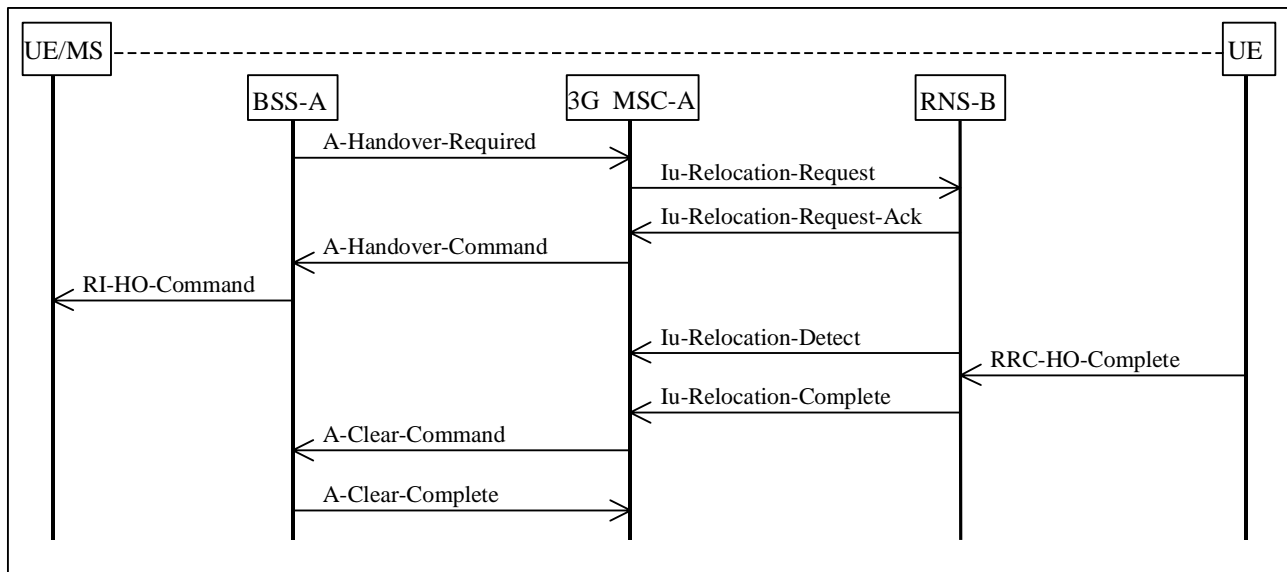 UE/MS
UE
BSS-A
3G MSC-A
RNS-B
A-Handover-Required
Iu-Relocation-Request
Iu-Relocation-Request-Ack
A-Handover-Command
RI-HO-Command
Iu-Relocation-Detect
RRC-HO-Complete
Iu-Relocation-Complete
A-Clear-Command
A-Clear-Complete